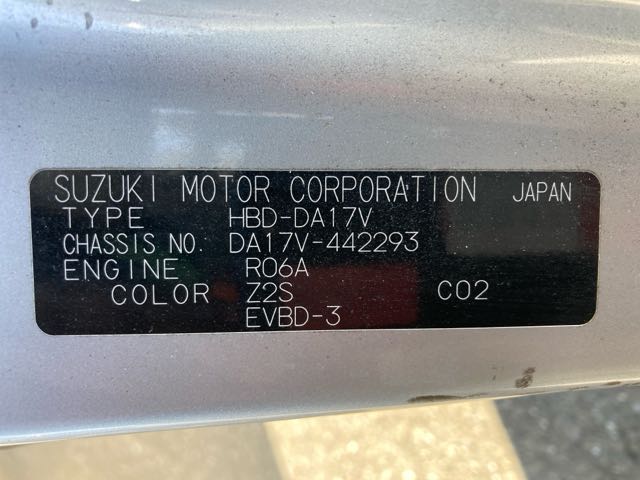 SUZUKI MOTOR CORPORATION JAPAN
TYPE HBD-DA17V
CHASSIS NO. DA17V-442293
ENGINE R06A
COLOR Z2S C02
EVBD-3